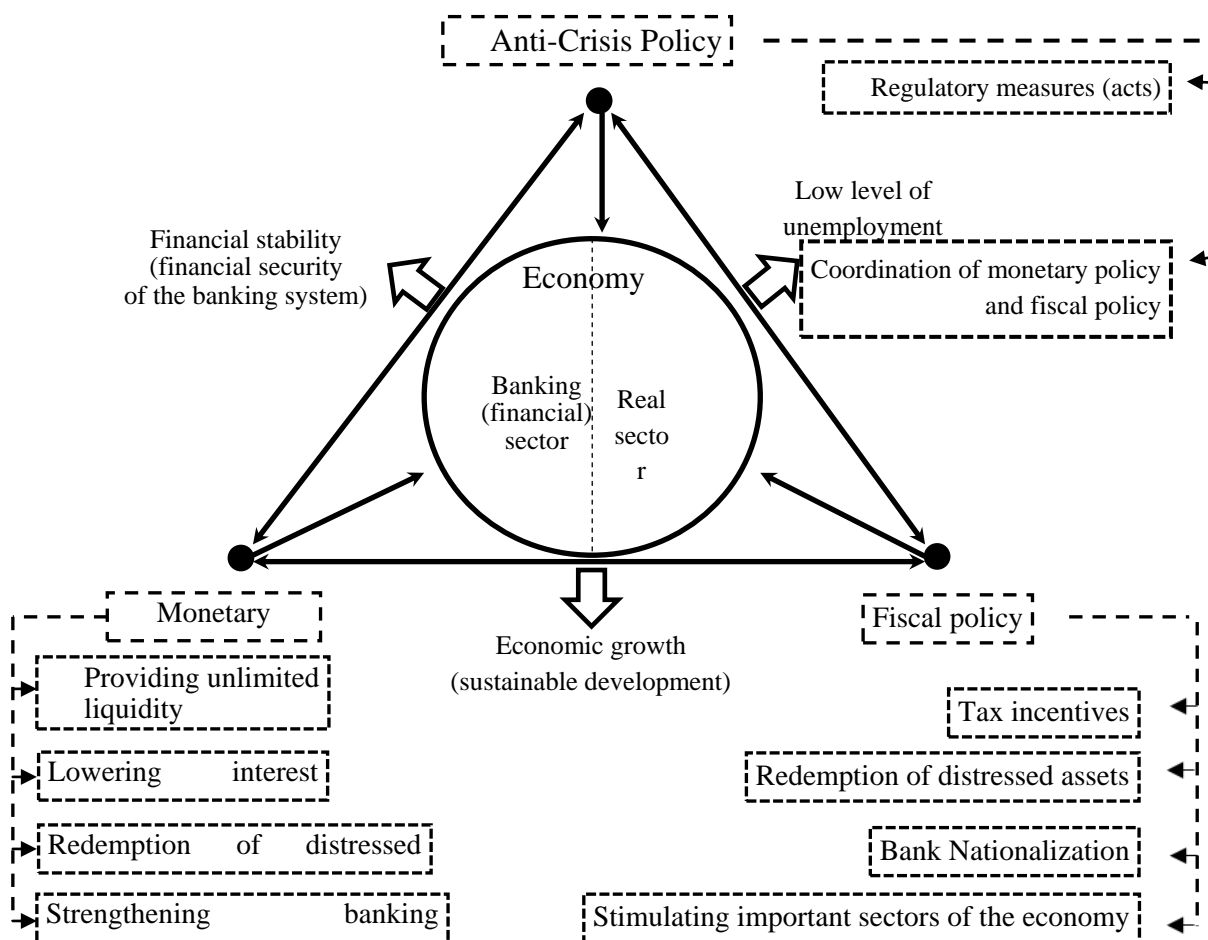 Anti-Crisis Policy
Regulatory measures (acts)
Low level of
unemployment
Financial stability
(financial security
of the banking system)
Coordination of monetary policy
and fiscal policy
Economy
Banking
(financial)
sector
Real
secto
r
Monetary
Fiscal policy
Economic growth
(sustainable development)
Providing unlimited
liquidity
Lowering interest
Redemption of distressed
Strengthening banking
Tax incentives
Redemption of distressed assets
Bank Nationalization
Stimulating important sectors of the economy